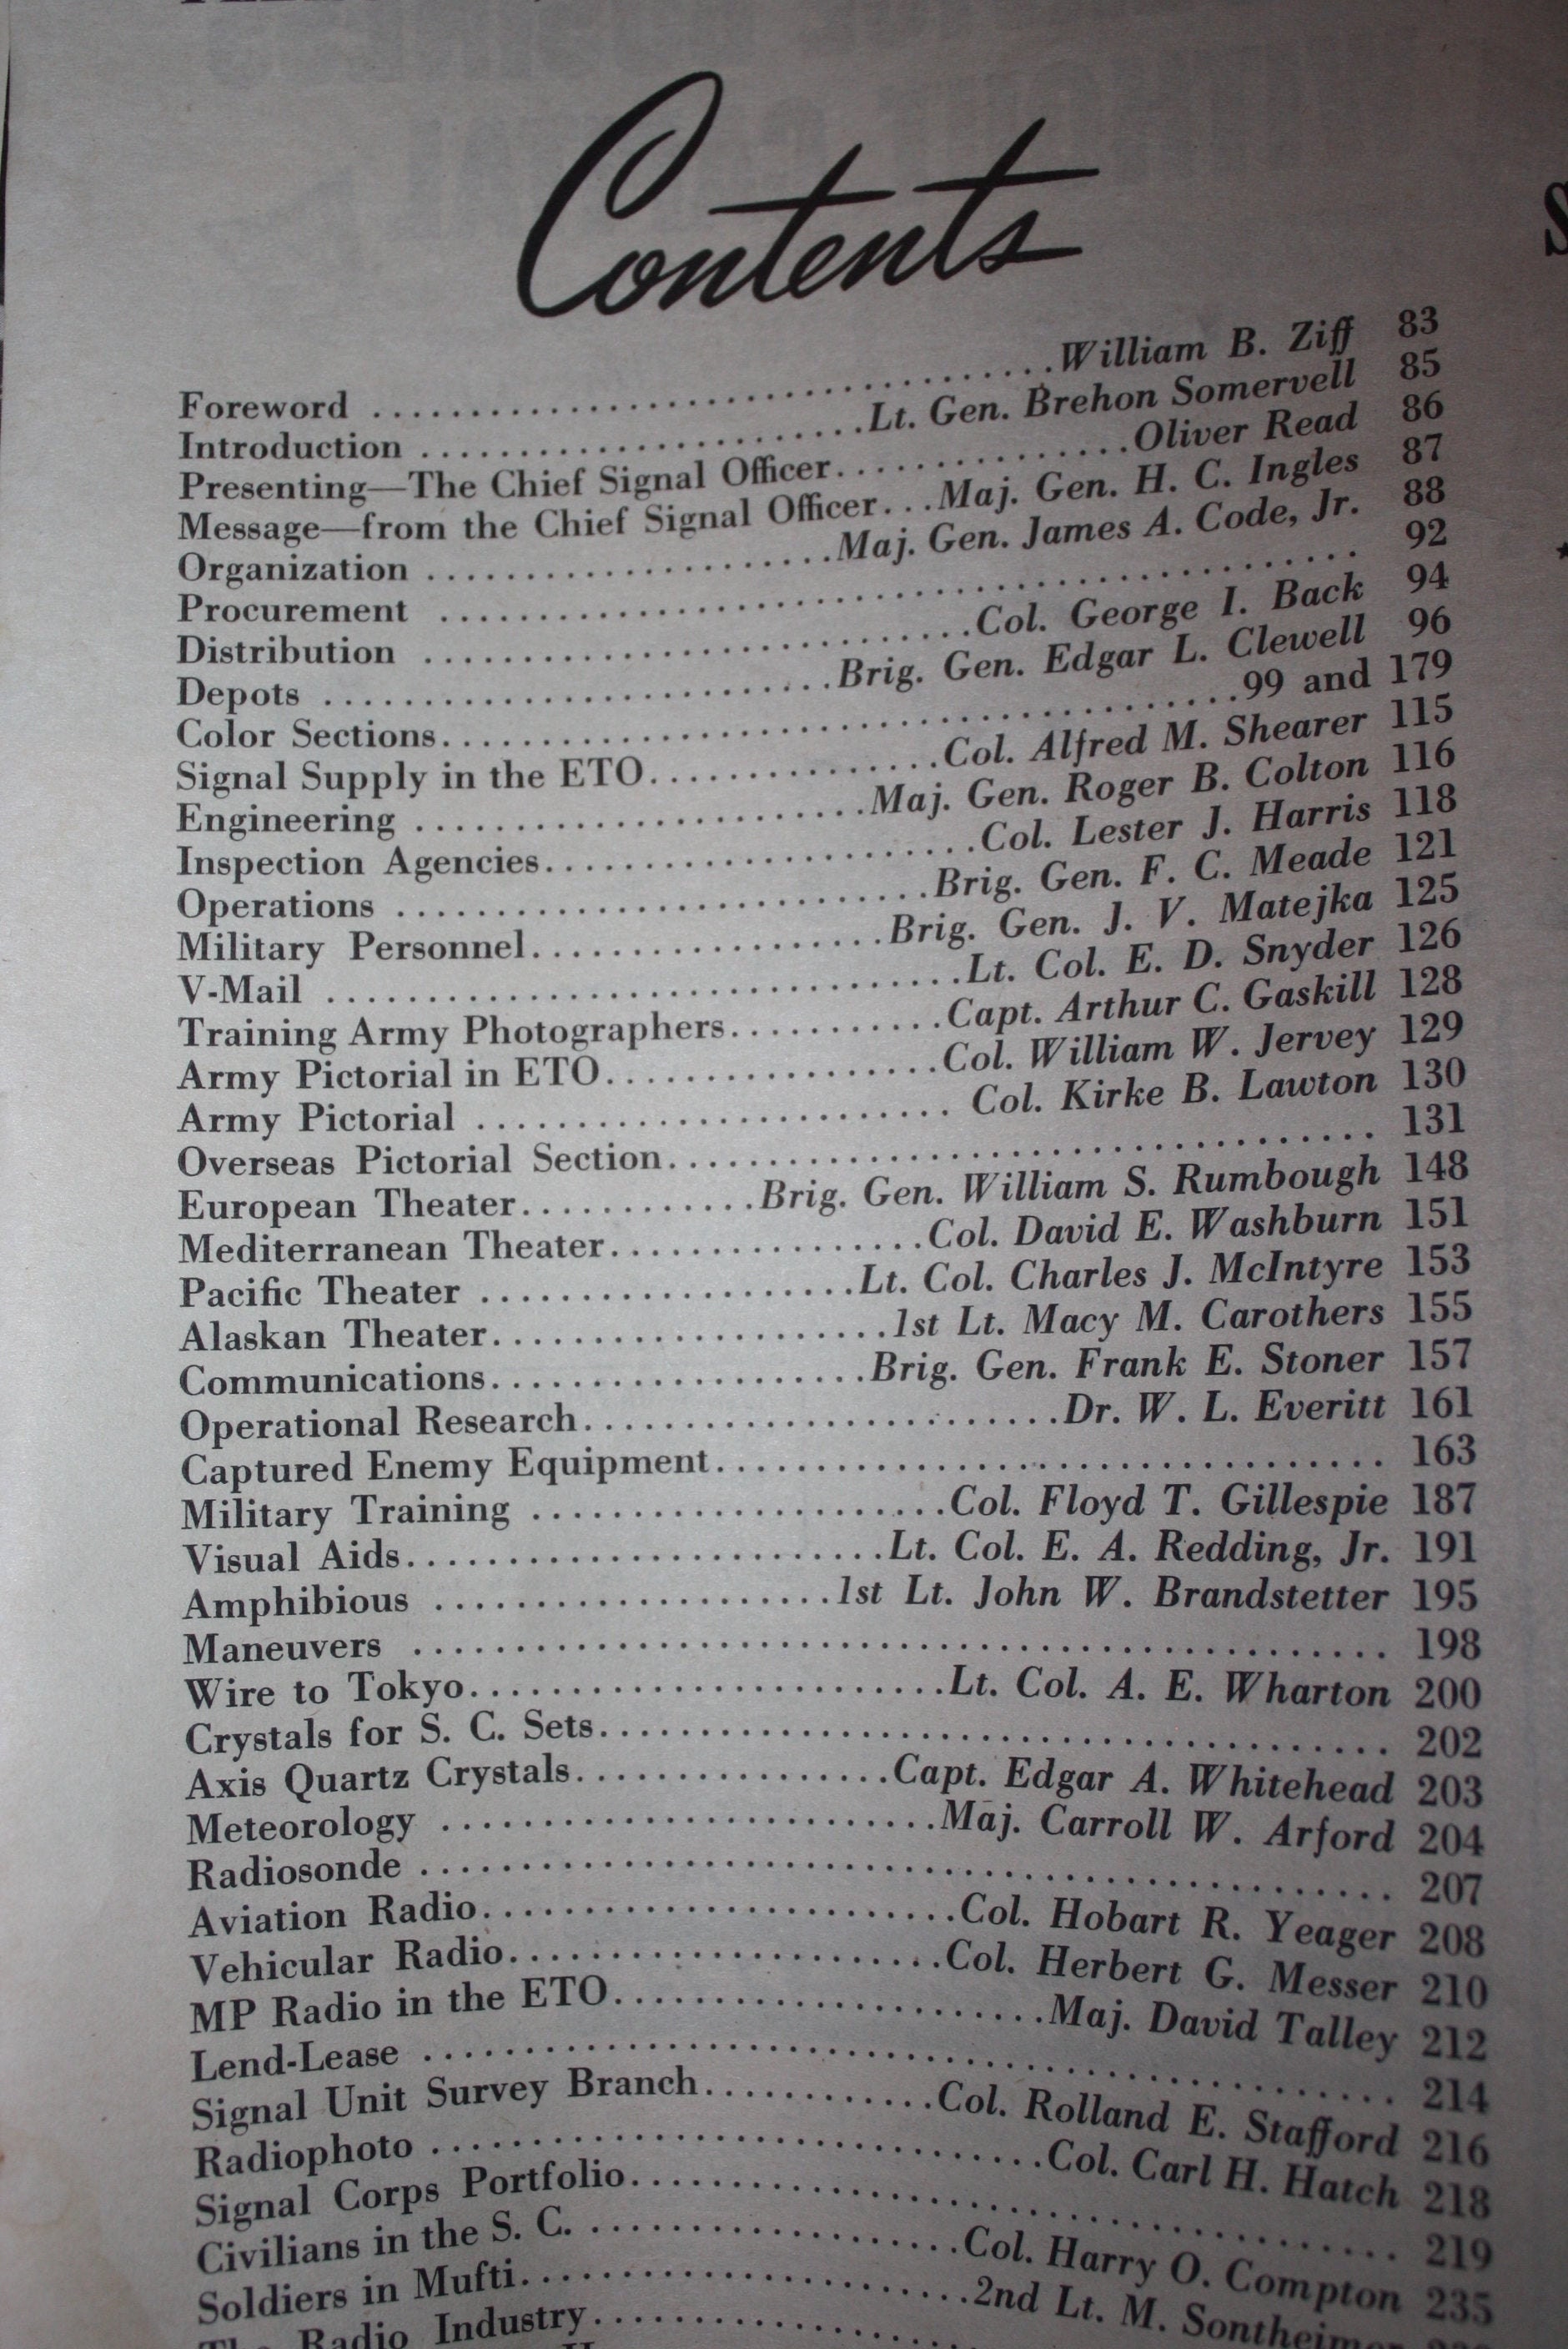 Contents
Foreword ................................William B. Ziff 83
Introduction ......................Lt. Gen. Brehon Somervell 85
Presenting—The Chief Signal Officer...............Oliver Read 86
Message—from the Chief Signal Officer...Maj. Gen. H. C. Ingles 87
Organization .....................Maj. Gen. James A. Code, Jr. 88
Procurement ............................................... 92
Distribution ...........................Col. George I. Back 94
Depots .........................Brig. Gen. Edgar L. Clewell 96
Color Sections........................................99 and 179
Signal Supply in the ETO..............Col. Alfred M. Shearer 115
Engineering ......................Maj. Gen. Roger B. Colton 116
Inspection Agencies.....................Col. Lester J. Harris 118
Operations ..........................Brig. Gen. F. C. Meade 121
Military Personnel.................Brig. Gen. J. V. Matejka 125
V-Mail ...............................Lt. Col. E. D. Snyder 126
Training Army Photographers...........Capt. Arthur C. Gaskill 128
Army Pictorial in ETO................Col. William W. Jervey 129
Army Pictorial ........................ Col. Kirke B. Lawton 130
Overseas Pictorial Section................................... 131
European Theater............Brig. Gen. William S. Rumbough 148
Mediterranean Theater...............Col. David E. Washburn 151
Pacific Theater ...................Lt. Col. Charles J. McIntyre 153
Alaskan Theater....................1st Lt. Macy M. Carothers 155
Communications...................Brig. Gen. Frank E. Stoner 157
Operational Research........................Dr. W. L. Everitt 161
Captured Enemy Equipment.................................. 163
Military Training .....................Col. Floyd T. Gillespie 187
Visual Aids........................Lt. Col. E. A. Redding, Jr. 191
Amphibious ....................1st Lt. John W. Brandstetter 195
Maneuvers ................................................. 198
Wire to Tokyo........................Lt. Col. A. E. Wharton 200
Crystals for S. C. Sets........................................ 202
Axis Quartz Crystals................Capt. Edgar A. Whitehead 203
Meteorology .........................Maj. Carroll W. Arford 204
Radiosonde ................................................. 207
Aviation Radio........................Col. Hobart R. Yeager 208
Vehicular Radio......................Col. Herbert G. Messer 210
MP Radio in the ETO......................Maj. David Talley 212
Lend-Lease ................................................. 214
Signal Unit Survey Branch............Col. Rolland E. Stafford 216
Radiophoto ...............................Col. Carl H. Hatch 218
Signal Corps Portfolio....................................... 219
Civilians in the S. C. ...................Col. Harry O. Compton 235
Soldiers in Mufti.......................2nd Lt. M.
Radio Industry....................